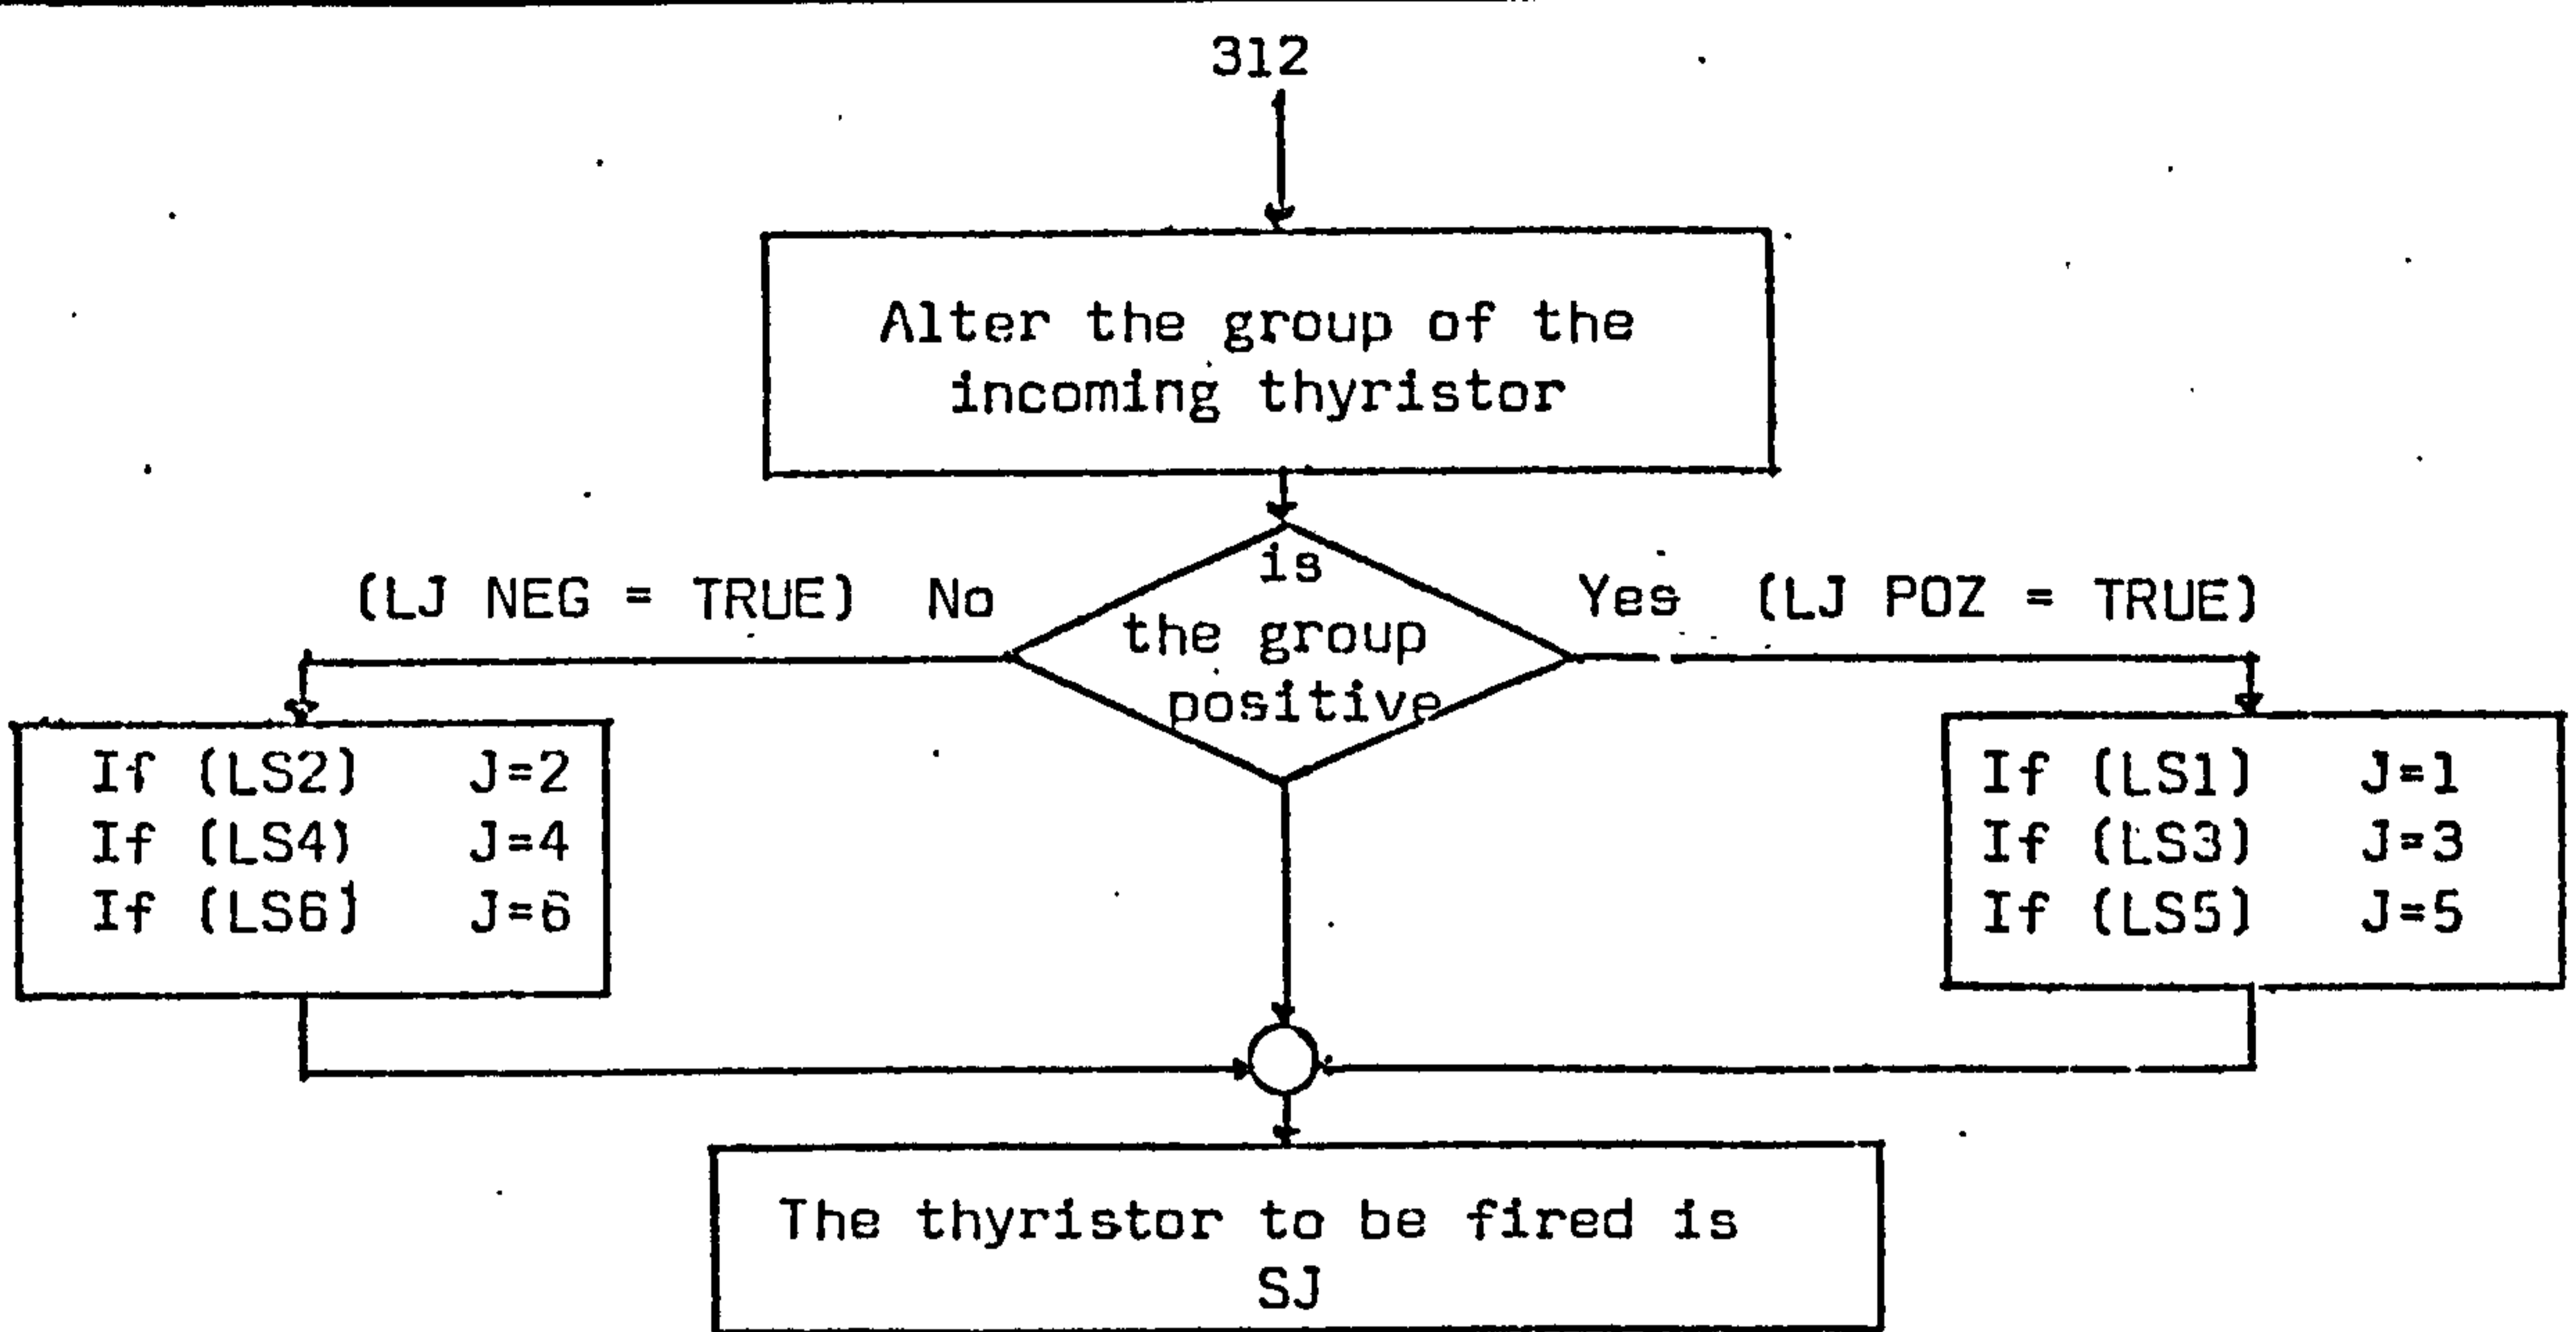 312
Alter the group of the
incoming thyristor
is
the group
positive
(LJ NEG = TRUE) No
Yes (LJ POZ = TRUE)
If (LS2) J=2
If (LS4) J=4
If (LS6) J=6
If (LS1) J=1
If (LS3) J=3
If (LS5) J=5
The thyristor to be fired is
SJ